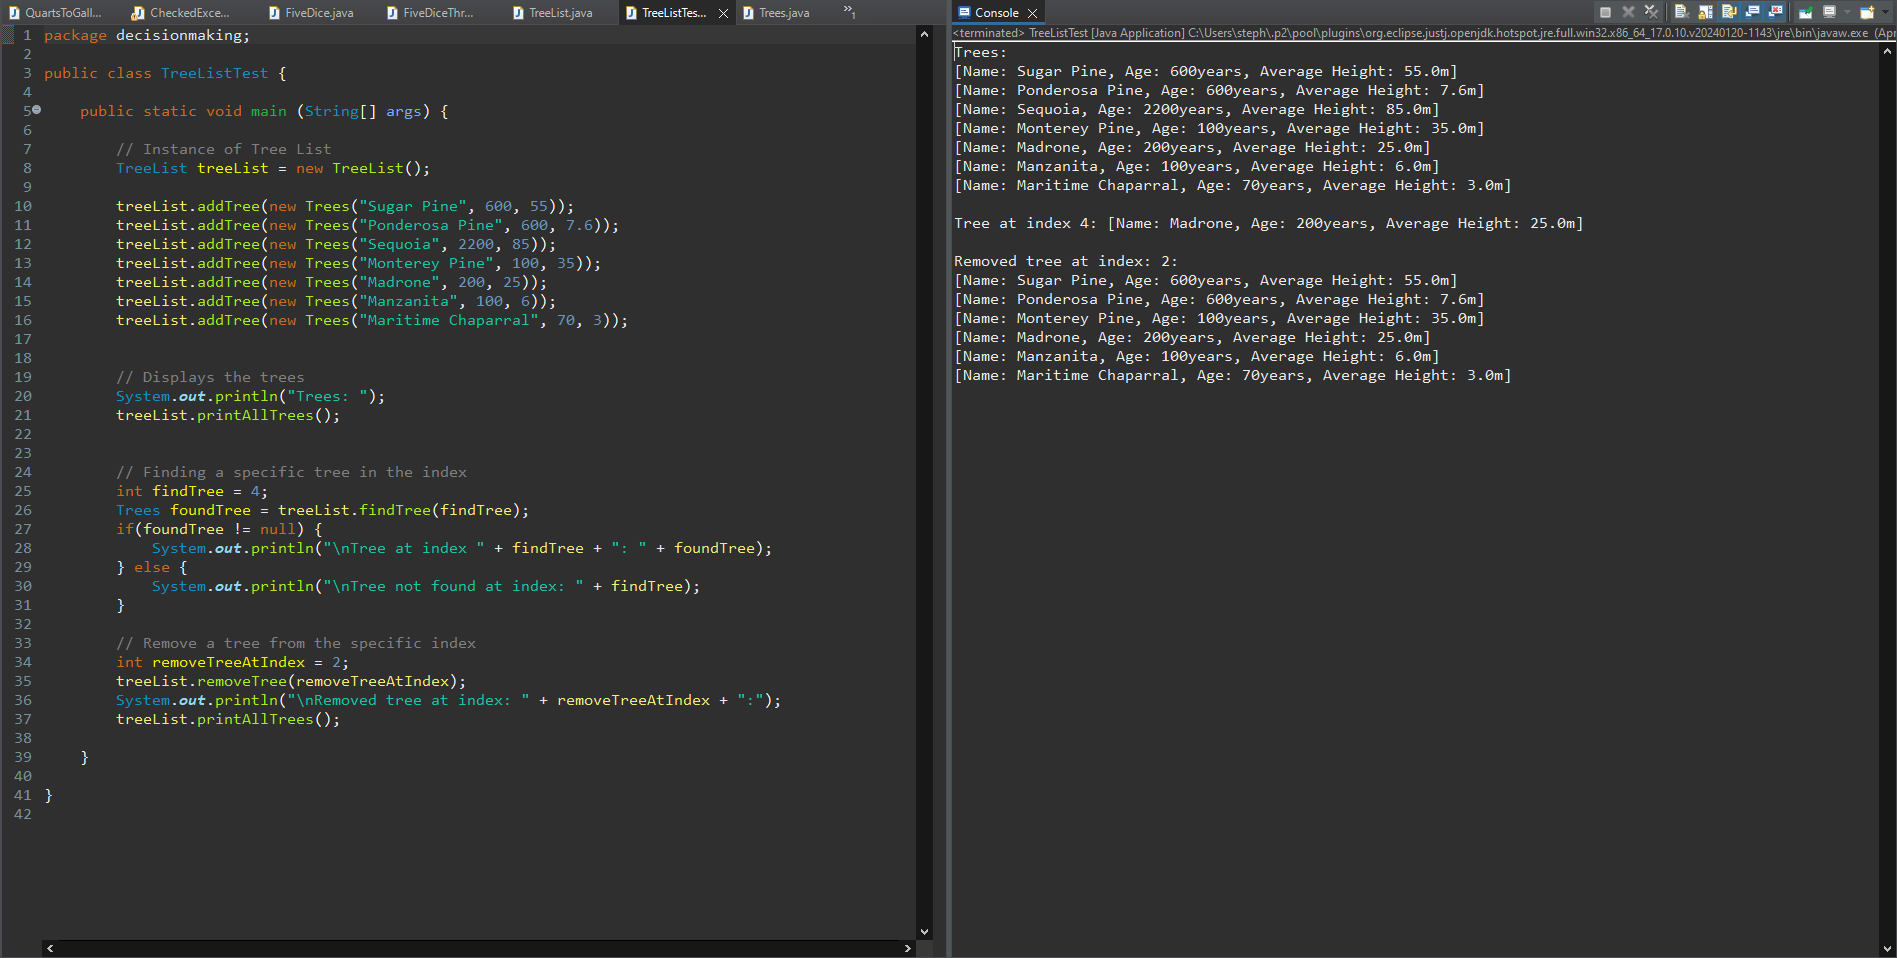 QuartsToGall...
CheckedExce...
FiveDice.java
FiveDiceThr...
TreeList.java
TreeListTes...
Trees.java
»1
1 package decisionmaking;
2
3 public class TreeListTest {
4
5 public static void main (String[] args) {
6
7 // Instance of Tree List
8 TreeList treeList = new TreeList();
9
10 treeList.addTree(new Trees("Sugar Pine", 600, 55));
11 treeList.addTree(new Trees("Ponderosa Pine", 600, 7.6));
12 treeList.addTree(new Trees("Sequoia", 2200, 85));
13 treeList.addTree(new Trees("Monterey Pine", 100, 35));
14 treeList.addTree(new Trees("Madrone", 200, 25));
15 treeList.addTree(new Trees("Manzanita", 100, 6));
16 treeList.addTree(new Trees("Maritime Chaparral", 70, 3));
17
18
19 // Displays the trees
20 System.out.println("Trees: ");
21 treeList.printAllTrees();
22
23
24 // Finding a specific tree in the index
25 int findTree = 4;
26 Trees foundTree = treeList.findTree(findTree);
27 if(foundTree != null) {
28 System.out.println("\nTree at index " + findTree + ": " + foundTree);
29 } else {
30 System.out.println("\nTree not found at index: " + findTree);
31 }
32
33 // Remove a tree from the specific index
34 int removeTreeAtIndex = 2;
35 treeList.removeTree(removeTreeAtIndex);
36 System.out.println("\nRemoved tree at index: " + removeTreeAtIndex + ":");
37 treeList.printAllTrees();
38
39 }
40
41 }
42
Console
<terminated> TreeListTest [Java Application] C:\Users\steph\.p2\pool\plugins\org.eclipse.justj.openjdk.hotspot.jre.full.win32.x86_64_17.0.10.v20240120-1143\jre\bin\javaw.exe (Apr
Trees:
[Name: Sugar Pine, Age: 600years, Average Height: 55.0m]
[Name: Ponderosa Pine, Age: 600years, Average Height: 7.6m]
[Name: Sequoia, Age: 2200years, Average Height: 85.0m]
[Name: Monterey Pine, Age: 100years, Average Height: 35.0m]
[Name: Madrone, Age: 200years, Average Height: 25.0m]
[Name: Manzanita, Age: 100years, Average Height: 6.0m]
[Name: Maritime Chaparral, Age: 70years, Average Height: 3.0m]
Tree at index 4: [Name: Madrone, Age: 200years, Average Height: 25.0m]
Removed tree at index: 2:
[Name: Sugar Pine, Age: 600years, Average Height: 55.0m]
[Name: Ponderosa Pine, Age: 600years, Average Height: 7.6m]
[Name: Monterey Pine, Age: 100years, Average Height: 35.0m]
[Name: Madrone, Age: 200years, Average Height: 25.0m]
[Name: Manzanita, Age: 100years, Average Height: 6.0m]
[Name: Maritime Chaparral, Age: 70years, Average Height: 3.0m]